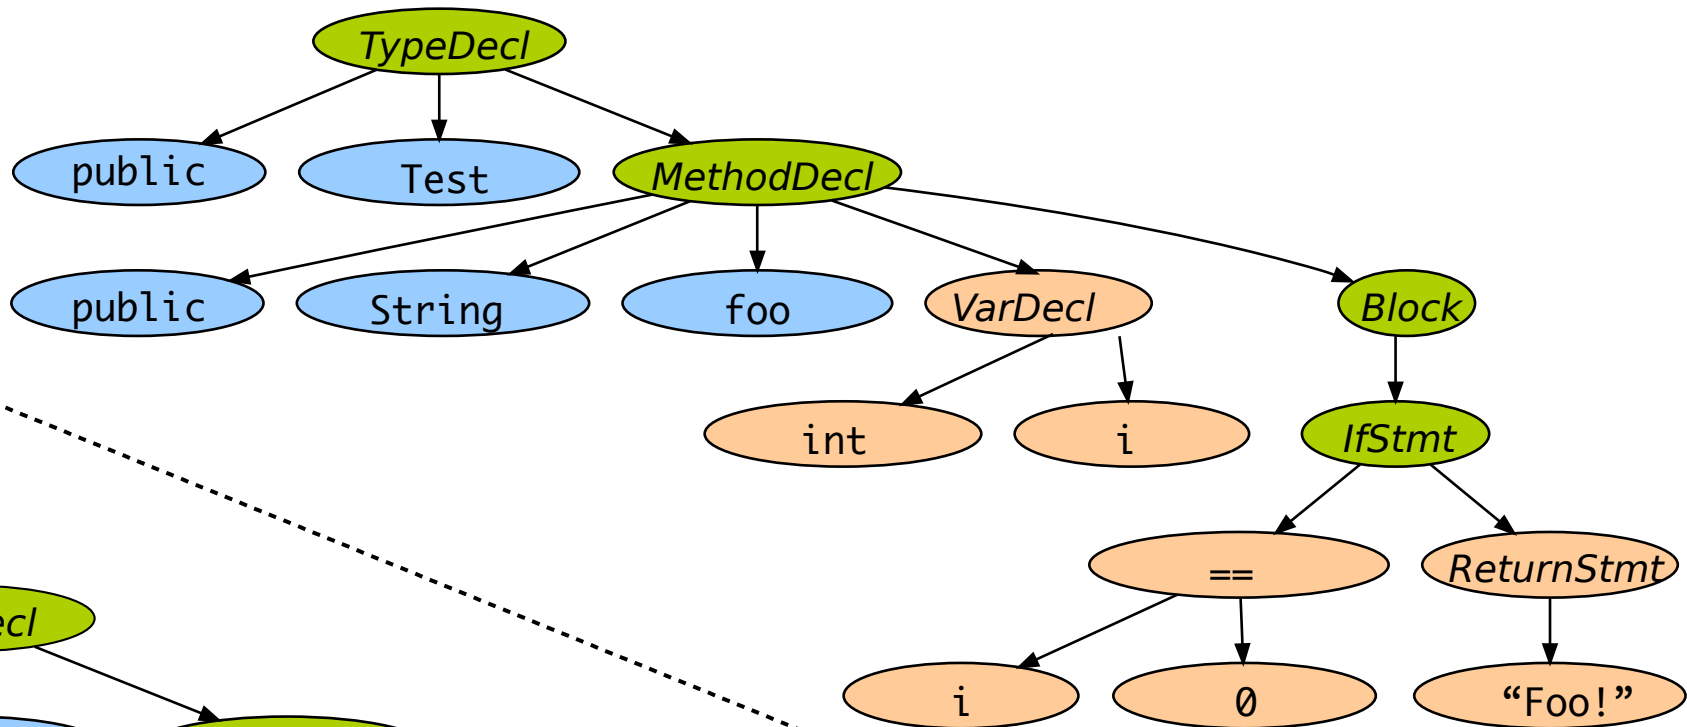 TypeDecl
public
Test
MethodDecl
public
String
foo
VarDecl
Block
int
i
IfStmt
==
ReturnStmt
i
0
“Foo!”